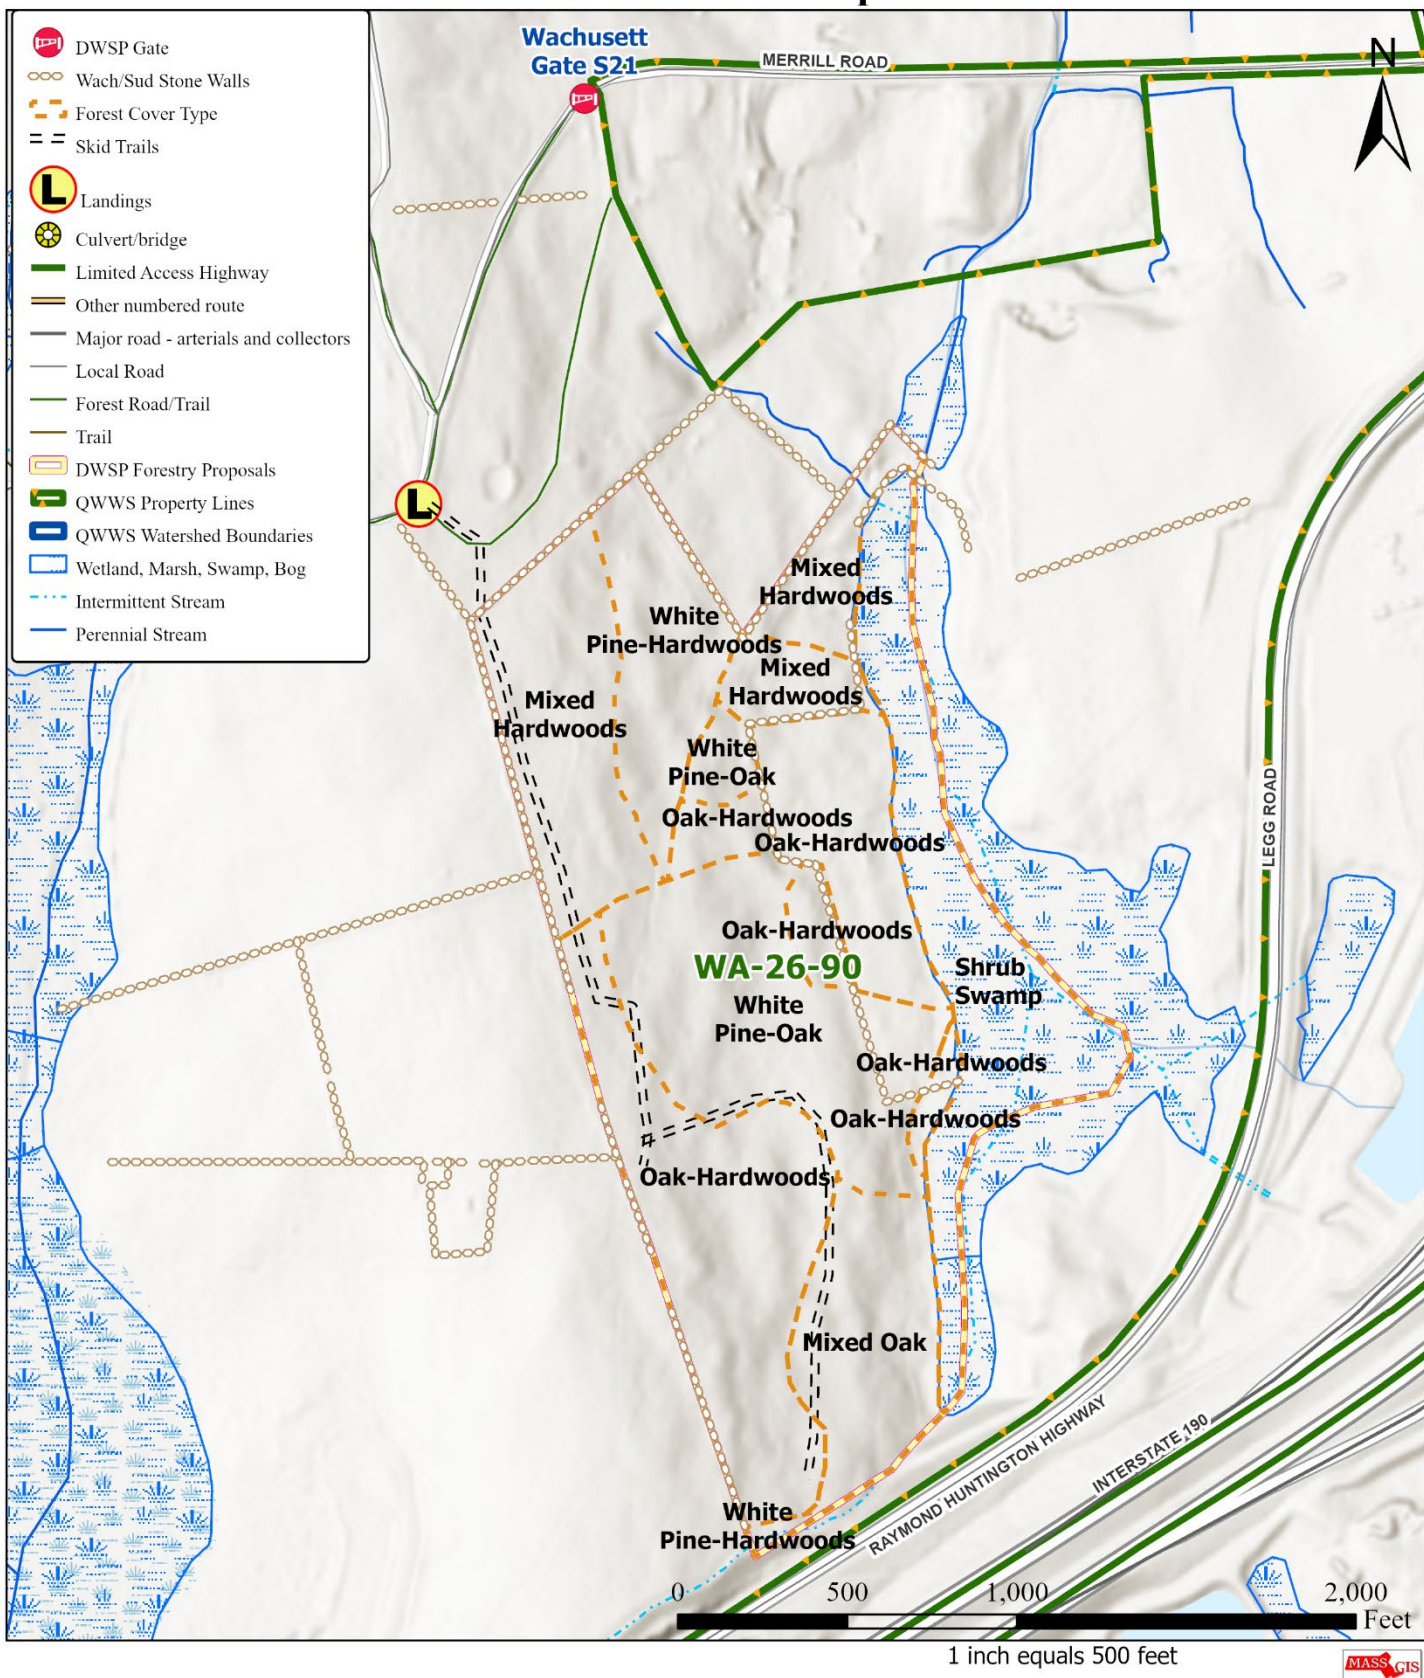 DWSP Gate
Wach/Sud Stone Walls
Forest Cover Type
Skid Trails
L
Landings
Culvert/bridge
Limited Access Highway
Other numbered route
Major road - arterials and collectors
Local Road
Forest Road/Trail
Trail
DWSP Forestry Proposals
QWWS Property Lines
QWWS Watershed Boundaries
Wetland, Marsh, Swamp, Bog
Intermittent Stream
Perennial Stream
Wachusett
Gate S21
MERRILL ROAD
N
L
Mixed
Hardwoods
White
Pine-Hardwoods
Mixed
Hardwoods
Mixed
Hardwoods
White
Pine-Oak
Oak-Hardwoods
Oak-Hardwoods
LEGG ROAD
Oak-Hardwoods
WA-26-90
Shrub
Swamp
White
Pine-Oak
Oak-Hardwoods
Oak-Hardwoods
Oak-Hardwoods
Mixed Oak
RAYMOND HUNTINGTON HIGHWAY
INTERSTATE 190
White
Pine-Hardwoods
0 500 1,000 2,000
Feet
1 inch equals 500 feet
MASSGIS